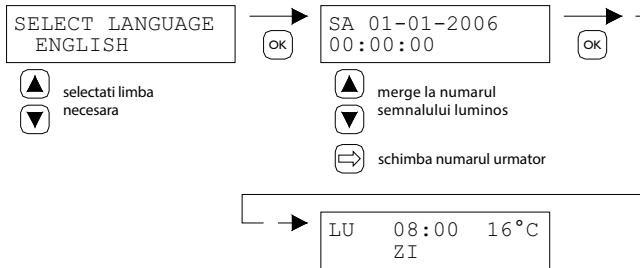 SELECT LANGUAGE
ENGLISH
OK
SA 01-01-2006
00:00:00
OK
selectati limba
necesara
merge la numarul
semnalului luminos
schimba numarul urmator
LU 08:00 16°C
ZI